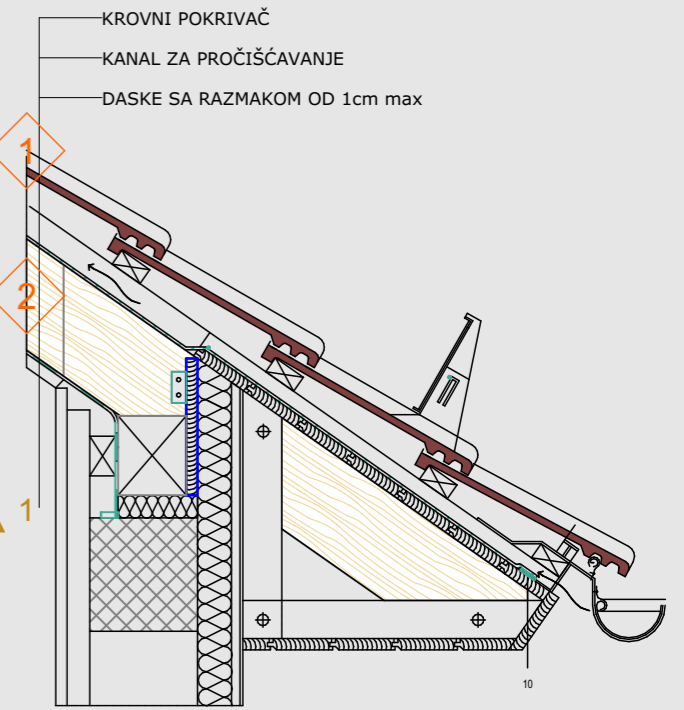 KROVNI POKRIVAČ
KANAL ZA PROČIŠĆAVANJE
DASKE SA RAZMAKOM OD 1cm max
1
2
1
10